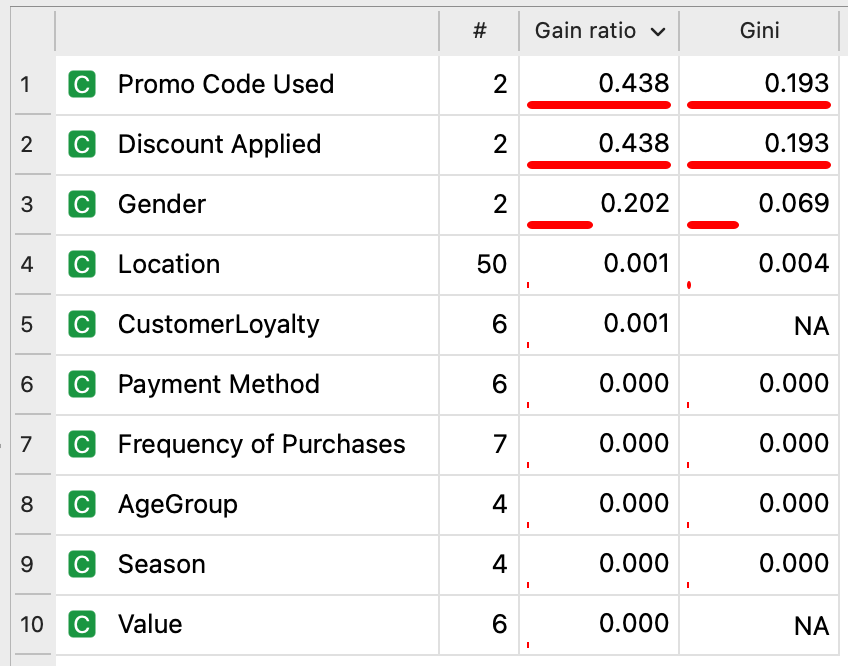 # Gain ratio Gini
1 C Promo Code Used 2 0.438 0.193
2 C Discount Applied 2 0.438 0.193
3 C Gender 2 0.202 0.069
4 C Location 50 0.001 0.004
5 C CustomerLoyalty 6 0.001 NA
6 C Payment Method 6 0.000 0.000
7 C Frequency of Purchases 7 0.000 0.000
8 C AgeGroup 4 0.000 0.000
9 C Season 4 0.000 0.000
10 C Value 6 0.000 NA